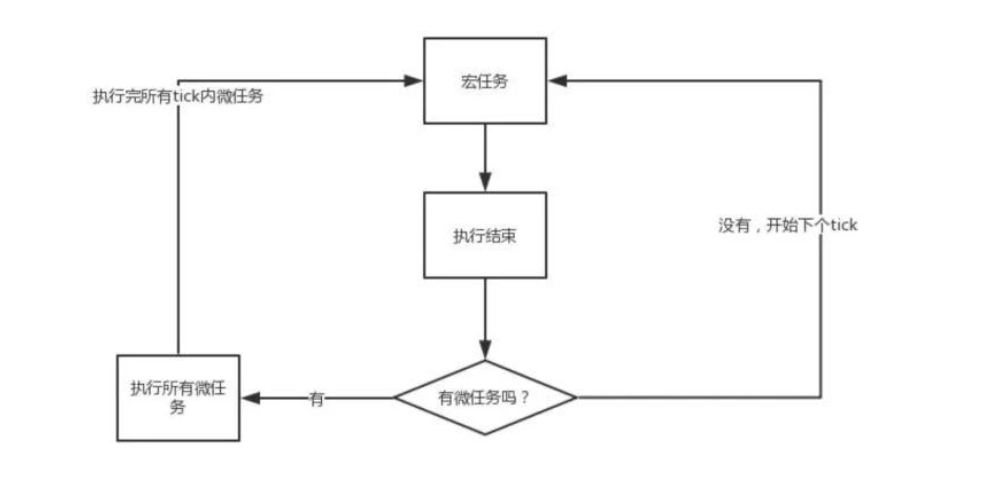 宏任务
执行完所有tick内微任务
执行结束
没有，开始下个tick
执行所有微任
务
有
有微任务吗？